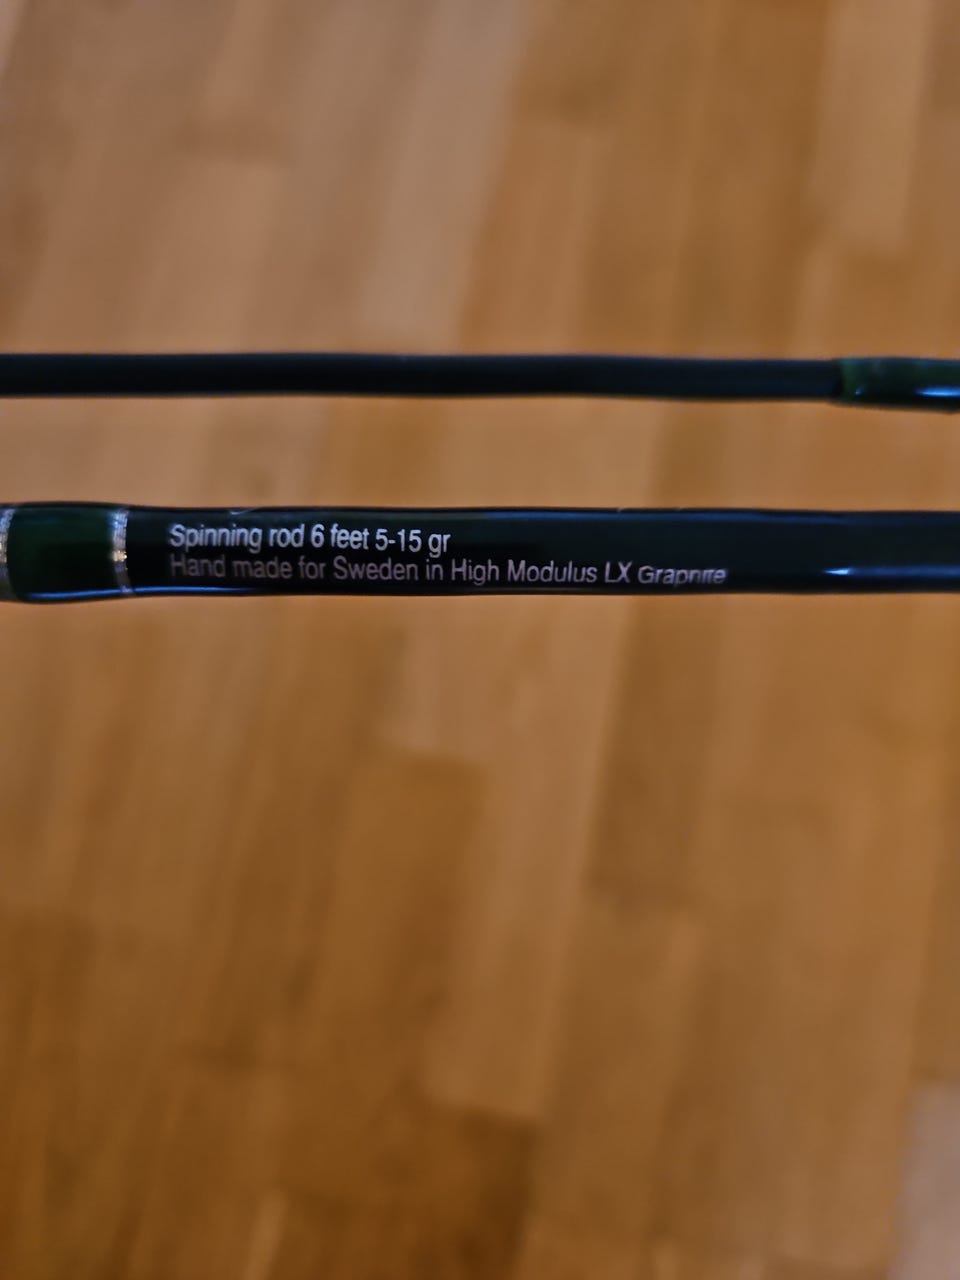 Spinning rod 6 feet 5-15 gr
Hand made for Sweden in High Modulus LX Graphite